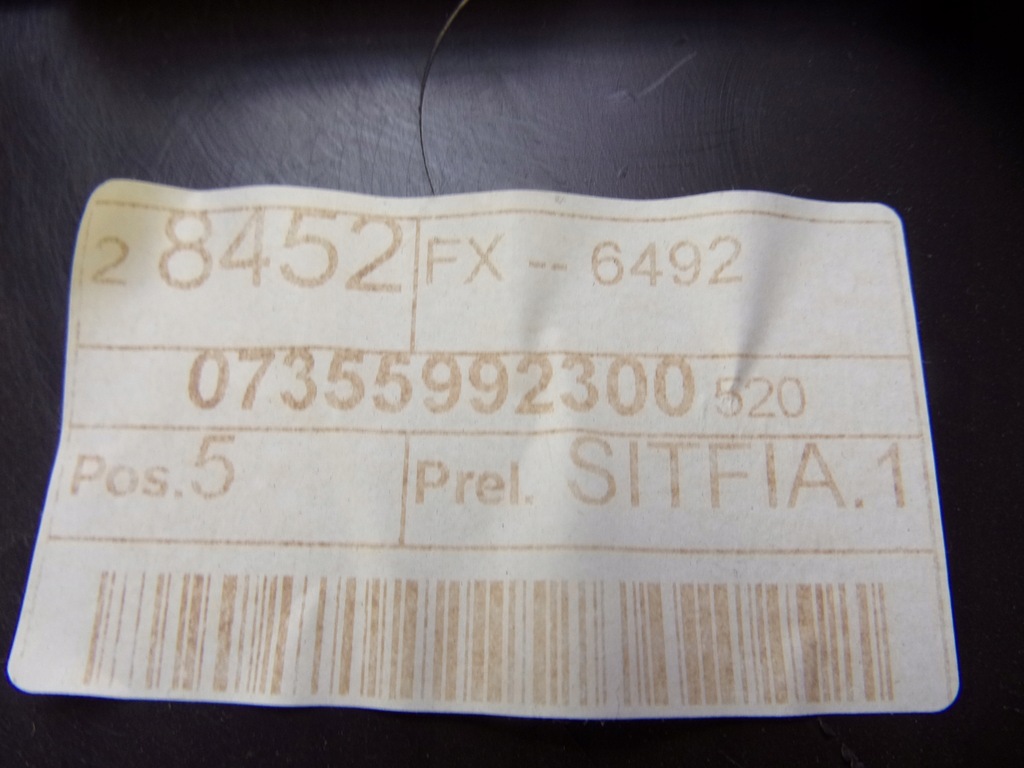 2 8452 FX -- 6492
07355992300 520
Pos. 5 Prel. SITFIA.1